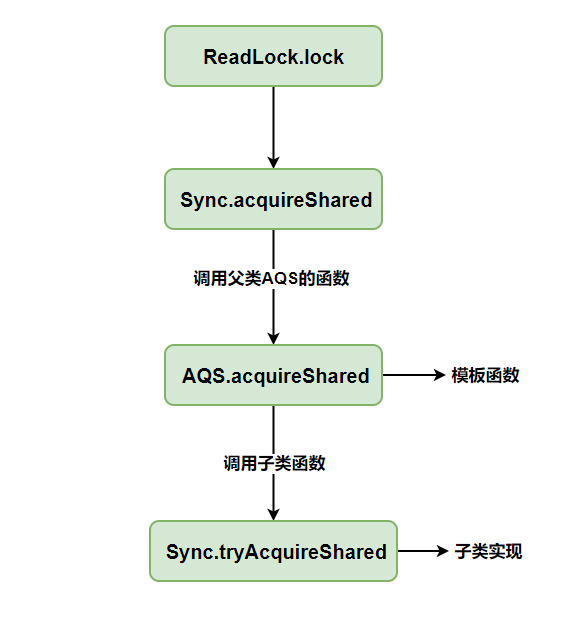 ReadLock.lock
Sync.acquireShared
调用父类AQS的函数
AQS.acquireShared
模板函数
调用子类函数
Sync.tryAcquireShared
子类实现